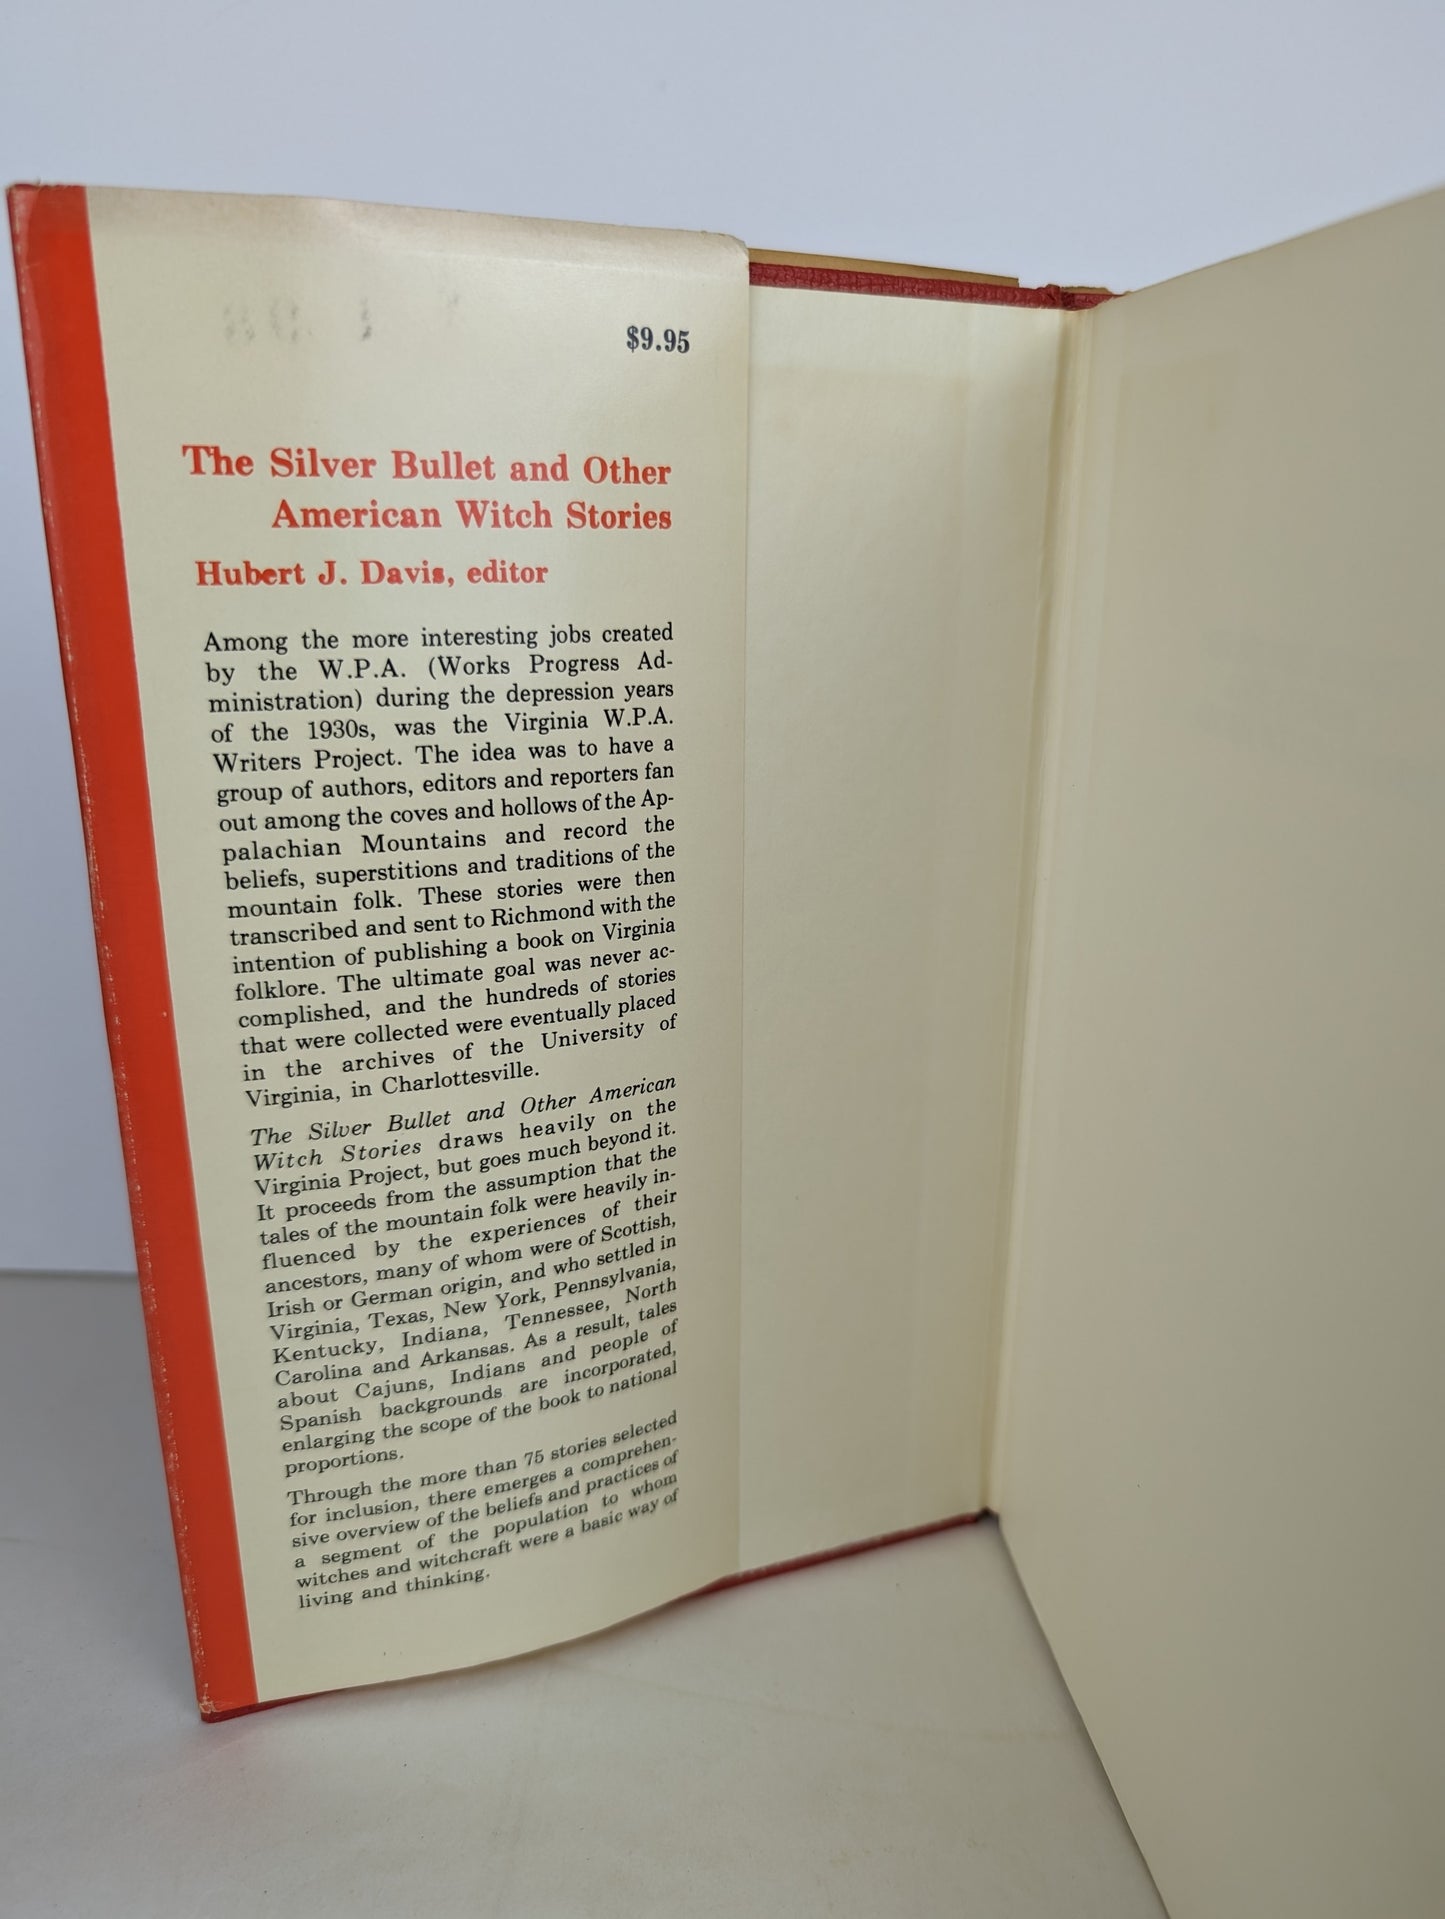 $9.95
The Silver Bullet and Other
American Witch Stories
Hubert J. Davis, editor
Among the more interesting jobs created
by the W.P.A. (Works Progress Ad-
ministration) during the depression years
of the 1930s, was the Virginia W.P.A.
Writers Project. The idea was to have a
group of authors, editors and reporters fan
out among the coves and hollows of the Ap-
palachian Mountains and record the
beliefs, superstitions and traditions of the
mountain folk. These stories were then
transcribed and sent to Richmond with the
intention of publishing a book on Virginia
folklore. The ultimate goal was never ac-
complished, and the hundreds of stories
that were collected were eventually placed
in the archives of the University of
Virginia, in Charlottesville.
The Silver Bullet and Other American
Witch Stories draws heavily on the
Virginia Project, but goes much beyond it.
It proceeds from the assumption that the
tales of the mountain folk were heavily in-
fluenced by the experiences of their
ancestors, many of whom were of Scottish,
Irish or German origin, and who settled in
Virginia, Texas, New York, Pennsylvania,
Kentucky, Indiana, Tennessee, North
Carolina and Arkansas. As a result, tales
about Cajuns, Indians and people of
Spanish backgrounds are incorporated,
enlarging the scope of the book to national
proportions.
Through the more than 75 stories selected
for inclusion, there emerges a comprehen-
sive overview of the beliefs and practices of
a segment of the population to whom
witches and witchcraft were a basic way of
living and thinking.